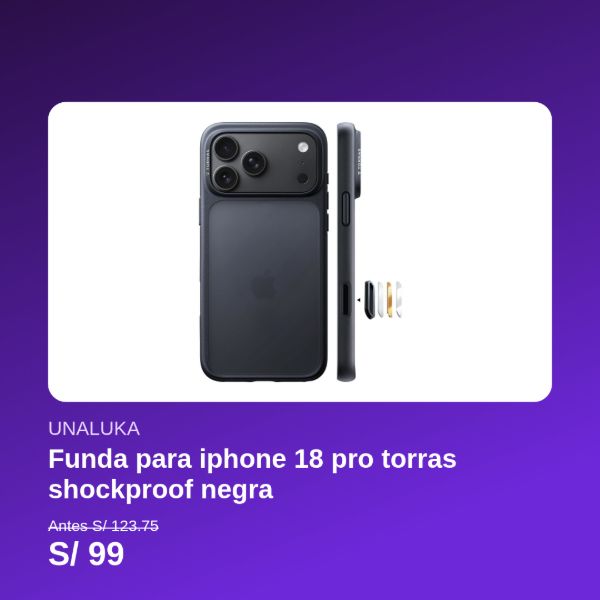 UNALUKA
Funda para iphone 18 pro torras
shockproof negra
Antes S/ 123.75
S/ 99